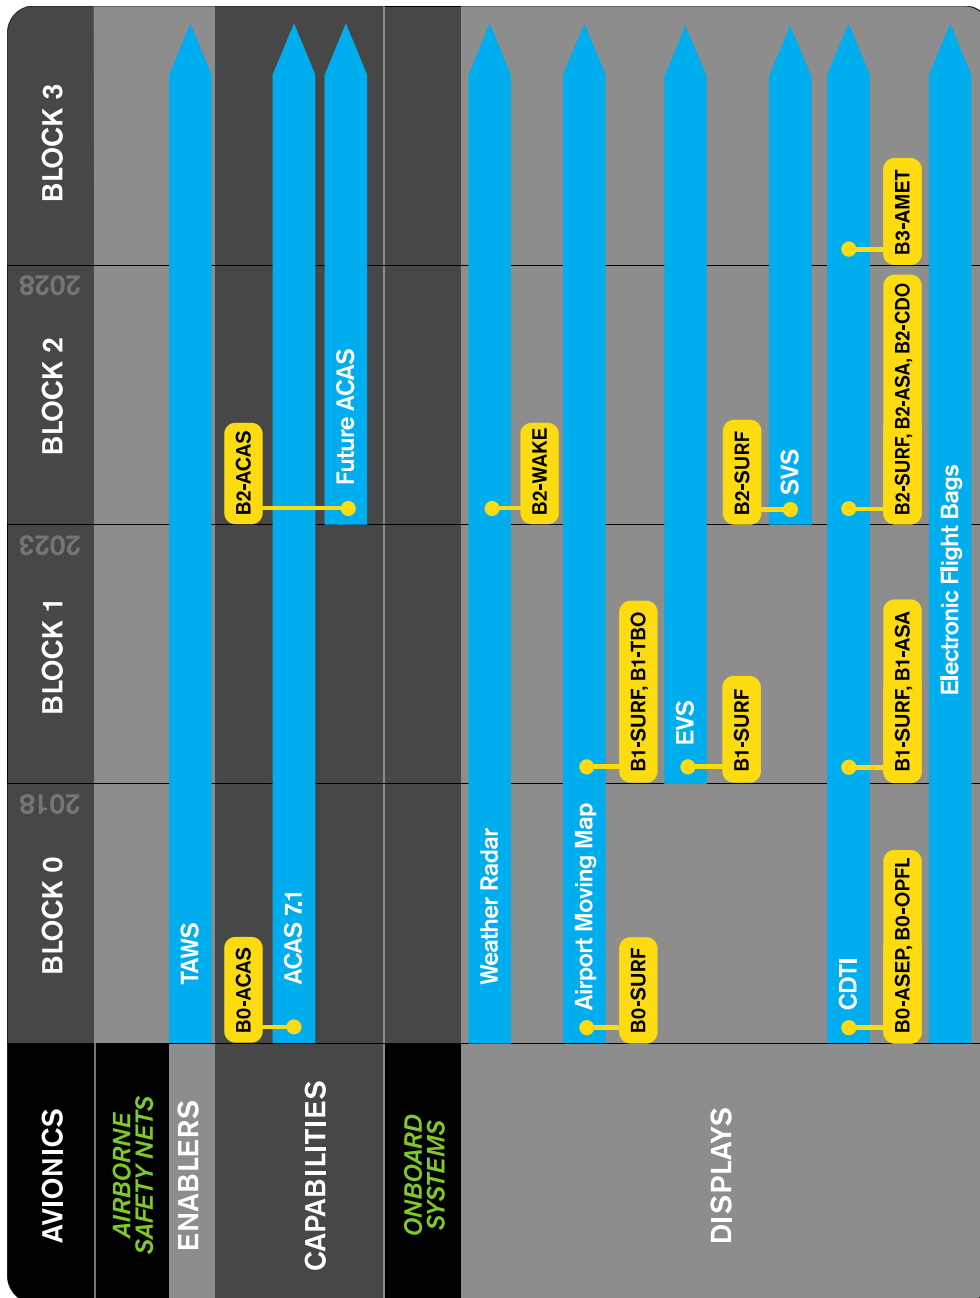 AVIONICS
BLOCK 0
2018
BLOCK 1
2023
BLOCK 2
2028
BLOCK 3
AIRBORNE
SAFETY NETS
ENABLERS
TAWS
CAPABILITIES
B0-ACAS
B2-ACAS
ACAS 7.1
Future ACAS
ONBOARD
SYSTEMS
DISPLAYS
Weather Radar
B2-WAKE
Airport Moving Map
B0-SURF
B1-SURF, B1-TBO
EVS
B1-SURF
B2-SURF
SVS
CDTI
B0-ASEP, B0-OPFL
B1-SURF, B1-ASA
B2-SURF, B2-ASA, B2-CDO
B3-AMET
Electronic Flight Bags